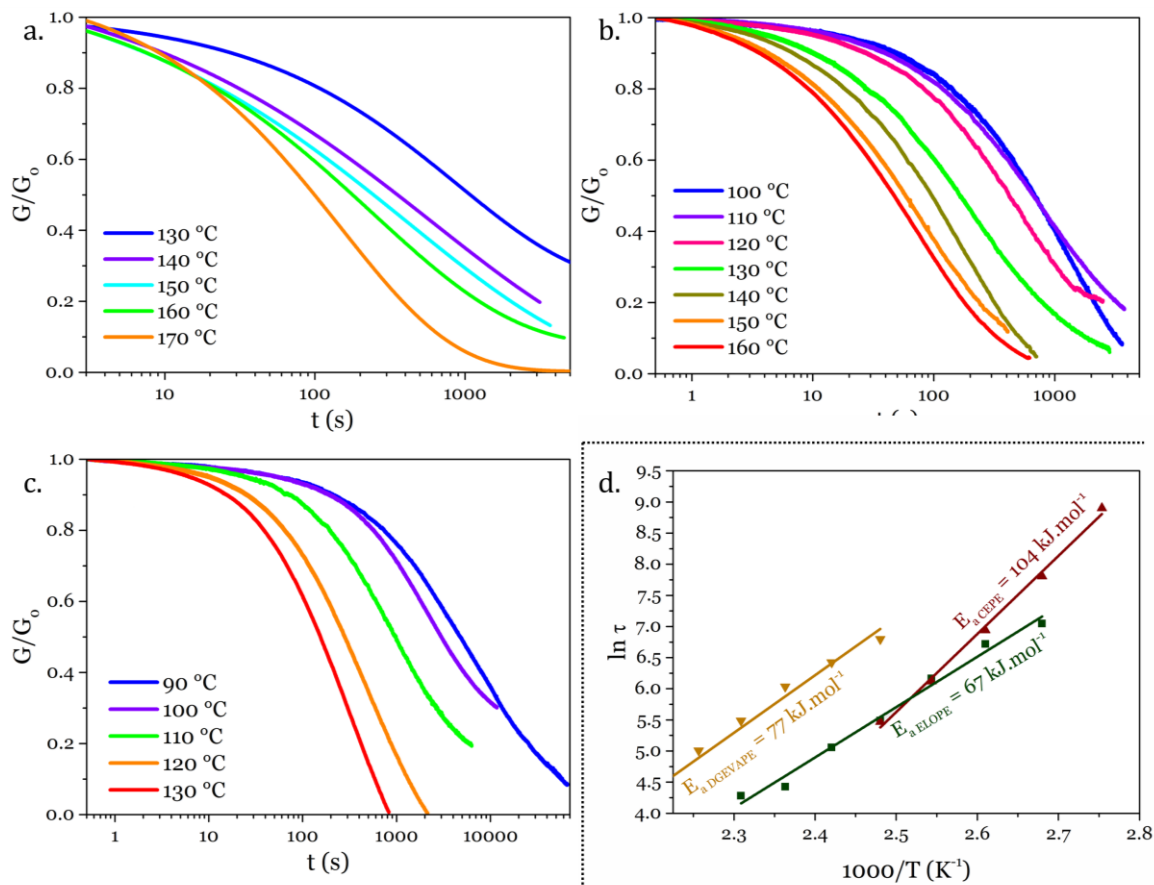 a.
G/G₀
1.0
0.8
0.6
0.4
0.2
0.0
130 °C
140 °C
150 °C
160 °C
170 °C
10
100
1000
t (s)
b.
G/G₀
1.0
0.8
0.6
0.4
0.2
0.0
100 °C
110 °C
120 °C
130 °C
140 °C
150 °C
160 °C
1
10
100
1000
c.
G/G₀
1.0
0.8
0.6
0.4
0.2
0.0
90 °C
100 °C
110 °C
120 °C
130 °C
1
10
100
1000
10000
t (s)
d.
ln τ
9.5
9.0
8.5
8.0
7.5
7.0
6.5
6.0
5.5
5.0
4.5
4.0
Eₐ CEPE = 104 kJ.mol⁻¹
Eₐ ELOPE = 67 kJ.mol⁻¹
Eₐ DGEVAPE = 77 kJ.mol⁻¹
2.3
2.4
2.5
2.6
2.7
2.8
1000/T (K⁻¹)